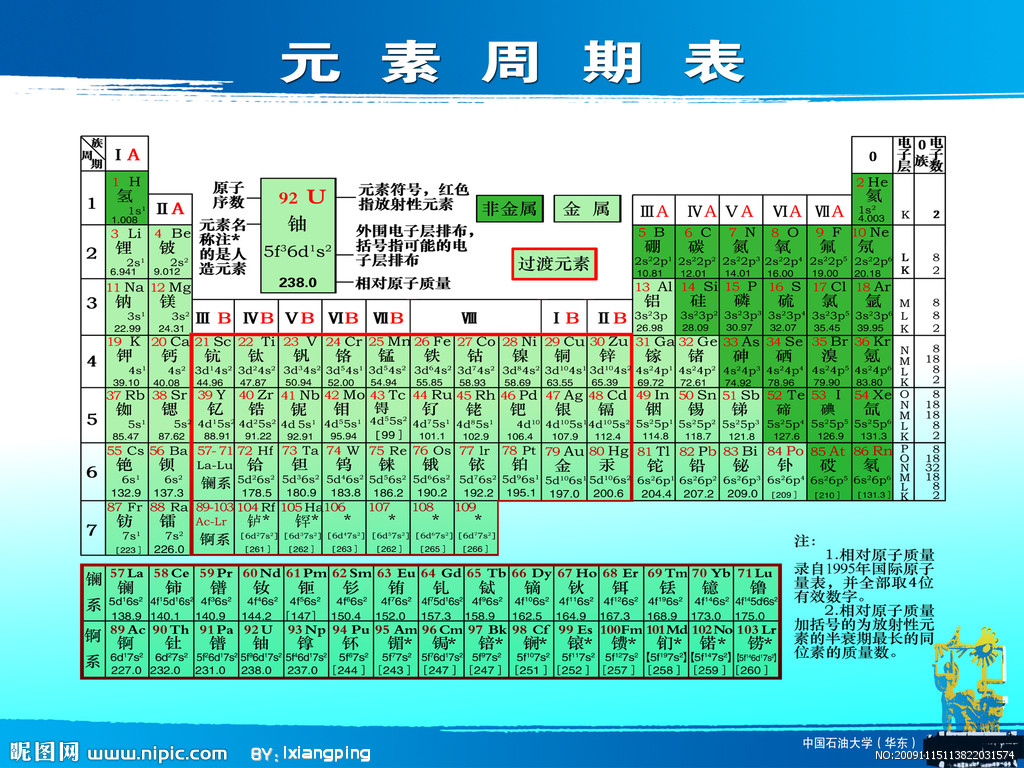 元素周期表
族
周期
Ⅰ A
0
电子层
0族
电子数
1
1 H
氢
1s¹
1.008
Ⅱ A
原子序数
元素名称注*的是人造元素
92 U
铀
5f³6d¹s²
238.0
元素符号，红色
指放射性元素
外围电子层排布，
括号指可能的电
子层排布
相对原子质量
非金属
金 属
过渡元素
Ⅲ A Ⅳ A Ⅴ A Ⅵ A Ⅶ A
2 He
氦
1s²
4.003
K
2
2
3 Li 4 Be 5 B 6 C 7 N 8 O 9 F 10 Ne
锂 铍 硼 碳 氮 氧 氟 氖
2s¹ 2s² 2s²2p¹ 2s²2p² 2s²2p³ 2s²2p⁴ 2s²2p⁵ 2s²2p⁶
6.941 9.012 10.81 12.01 14.01 16.00 19.00 20.18
L 8
K 2
3
11 Na 12 Mg 13 Al 14 Si 15 P 16 S 17 Cl 18 Ar
钠 镁 铝 硅 磷 硫 氯 氩
3s¹ 3s² 3s²3p 3s²3p² 3s²3p³ 3s²3p⁴ 3s²3p⁵ 3s²3p⁶
22.99 24.31 26.98 28.09 30.97 32.07 35.45 39.95
M 8
L 8
K 2
Ⅲ B Ⅳ B Ⅴ B Ⅵ B Ⅶ B Ⅷ Ⅰ B Ⅱ B
4
19 K 20 Ca 21 Sc 22 Ti 23 V 24 Cr 25 Mn 26 Fe 27 Co 28 Ni 29 Cu 30 Zu 31 Ga 32 Ge 33 As 34 Se 35 Br 36 Kr
钾 钙 钪 钛 钒 铬 锰 铁 钴 镍 铜 锌 镓 锗 砷 硒 溴 氪
4s¹ 4s² 3d¹4s² 3d²4s² 3d³4s² 3d⁵4s¹ 3d⁵4s² 3d⁶4s² 3d⁷4s² 3d⁸4s² 3d¹⁰4s¹ 3d¹⁰4s² 4s²4p¹ 4s²4p² 4s²4p³ 4s²4p⁴ 4s²4p⁵ 4s²4p⁶
39.10 40.08 44.96 47.87 50.94 52.00 54.94 55.85 58.93 58.69 63.55 65.39 69.72 72.61 74.92 78.96 79.90 83.80
N 8
M 18
L 8
K 2
5
37 Rb 38 Sr 39 Y 40 Zr 41 Nb 42 Mo 43 Tc 44 Ru 45 Rh 46 Pd 47 Ag 48 Cd 49 In 50 Sn 51 Sb 52 Te 53 I 54 Xe
铷 锶 钇 锆 铌 钼 锝 钌 铑 钯 银 镉 铟 锡 锑 碲 碘 氙
5s¹ 5s² 4d¹5s² 4d²5s² 4d⁴5s¹ 4d⁵5s¹ 4d⁵5s² 4d⁷5s¹ 4d⁸5s¹ 4d¹⁰ 4d¹⁰5s¹ 4d¹⁰5s² 5s²5p¹ 5s²5p² 5s²5p³ 5s²5p⁴ 5s²5p⁵ 5s²5p⁶
85.47 87.62 88.91 91.22 92.91 95.94 [99] 101.1 102.9 106.4 107.9 112.4 114.8 118.7 121.8 127.6 126.9 131.3
O 8
N 18
M 18
L 8
K 2
6
55 Cs 56 Ba 57-71 72 Hf 73 Ta 74 W 75 Re 76 Os 77 Ir 78 Pt 79 Au 80 Hg 81 Tl 82 Pb 83 Bi 84 Po 85 At 86 Rn
铯 钡 La-Lu 铪 钽 钨 铼 锇 铱 铂 金 汞 铊 铅 铋 钋 砹 氡
6s¹ 6s² 镧系 5d²6s² 5d³6s² 5d⁴6s² 5d⁵6s² 5d⁶6s² 5d⁷6s² 5d⁹6s¹ 5d¹⁰6s¹ 5d¹⁰6s² 6s²6p¹ 6s²6p² 6s²6p³ 6s²6p⁴ 6s²6p⁵ 6s²6p⁶
132.9 137.3 178.5 180.9 183.8 186.2 190.2 192.2 195.1 197.0 200.6 204.4 207.2 209.0 [209] [210] [131.3]
P 8
O 18
N 32
M 18
L 8
K 2
7
87 Fr 88 Ra 89-103 104 Rf 105 Ha 106 107 108 109
钫 镭 Ac-Lr * * * * * *
7s¹ 7s² 锕系 [6d²7s²] [6d³7s²] [6d⁴7s²] [6d⁵7s²] [6d⁶7s²] [6d⁷7s²]
[223] 226.0 [261] [262] [263] [262] [265] [266]
镧系
57 La 58 Ce 59 Pr 60 Nd 61 Pm 62 Sm 63 Eu 64 Gd 65 Tb 66 Dy 67 Ho 68 Er 69 Tm 70 Yb 71 Lu
镧 铈 镨 钕 钷 钐 铕 钆 铽 镝 钬 铒 铥 镱 镥
5d¹6s² 4f¹5d¹6s² 4f³6s² 4f⁴6s² 4f⁵6s² 4f⁶6s² 4f⁷6s² 4f⁷5d¹6s² 4f⁹6s² 4f¹⁰6s² 4f¹¹6s² 4f¹²6s² 4f¹³6s² 4f¹⁴6s² 4f¹⁴5d6s²
138.9 140.1 140.9 144.2 [147] 150.4 152.0 157.3 158.9 162.5 164.9 167.3 168.9 173.0 175.0
锕系
89 Ac 90 Th 91 Pa 92 U 93 Np 94 Pu 95 Am 96 Cm 97 Bk 98 Cf 99 Es 100Fm 101 Md 102 No 103 Lr
锕 钍 镤 铀 镎 钚 镅* 锔* 锫* 锎* 锿* 镄* 钔* 锘* 铹*
6d¹7s² 6d²7s² 5f²6d¹7s² 5f³6d¹7s² 5f⁴6d¹7s² 5f⁶7s² 5f⁷7s² 5f⁷6d¹7s² 5f⁹7s² 5f¹⁰7s² 5f¹¹7s² 5f¹²7s² [5f¹⁹7s²] [5f¹⁴7s²] [5f¹⁴6d¹7s²]
227.0 232.0 231.0 238.0 237.0 [244] [243] [247] [247] [251] [252] [257] [258] [259] [260]
注：
1.相对原子质量
录自1995年国际原子
量表，并全部取4位
有效数字。
2.相对原子质量
加括号的为放射性元
素的半衰期最长的同
位素的质量数。
昵图网 www.nipic.com BY：lxiangping
中国石油大学（华东）
NO:20091115113822031574